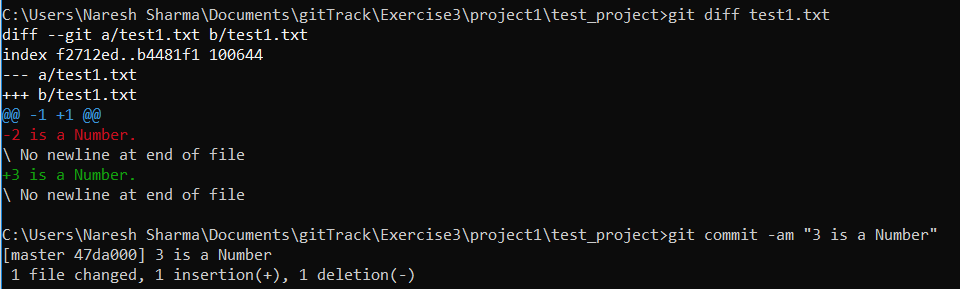 C:\Users\Naresh Sharma\Documents\gitTrack\Exercise3\project1\test_project>git diff test1.txt
diff --git a/test1.txt b/test1.txt
index f2712ed..b4481f1 100644
--- a/test1.txt
+++ b/test1.txt
@@ -1 +1 @@
-2 is a Number.
\ No newline at end of file
+3 is a Number.
\ No newline at end of file
C:\Users\Naresh Sharma\Documents\gitTrack\Exercise3\project1\test_project>git commit -am "3 is a Number"
[master 47da000] 3 is a Number
 1 file changed, 1 insertion(+), 1 deletion(-)